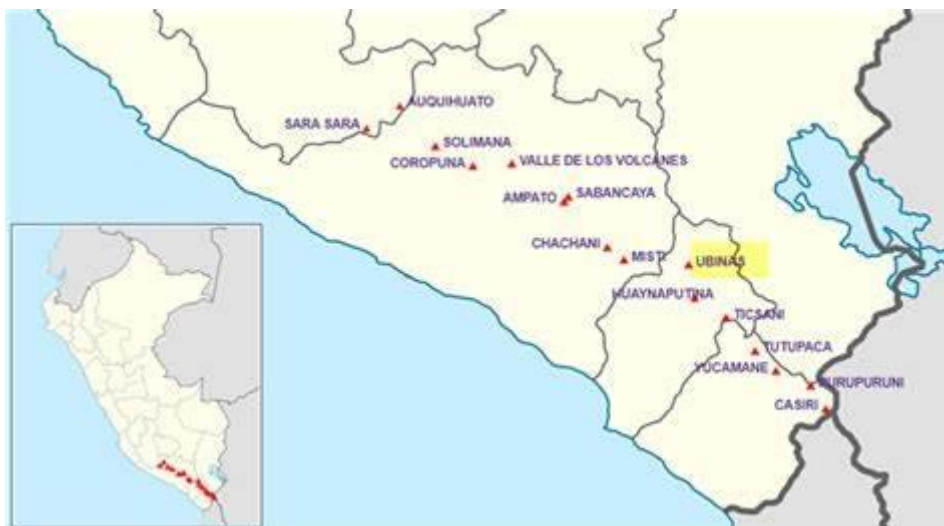 AUQUIHUATO
SARA SARA
SOLIMANA
COROPUNA
VALLE DE LOS VOLCANES
SABANCAYA
AMPATO
CHACHANI
MISTI
UBINAS
HUAYNAPUTINA
TICSANI
TUTUPACA
YUCAMANE
PURUPURUNI
CASIRI